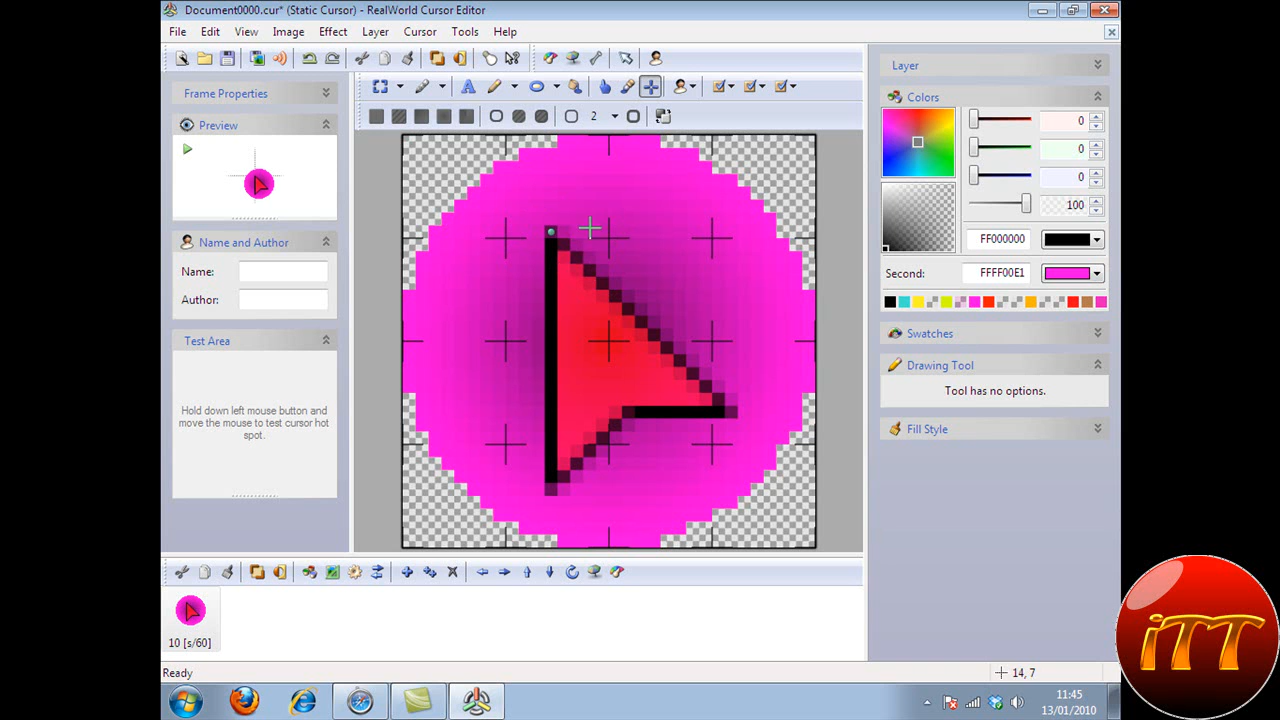 Document0000.cur* (Static Cursor) - RealWorld Cursor Editor
File Edit View Image Effect Layer Cursor Tools Help
Frame Properties
Preview
Name and Author
Name:
Author:
Test Area
Hold down left mouse button and
move the mouse to test cursor hot
spot.
A
2
Layer
Colors
0
0
0
100
FF000000
Second: FFFF00E1
Swatches
Drawing Tool
Tool has no options.
Fill Style
10 [s/60]
Ready
14, 7
11:45
13/01/2010
iTT